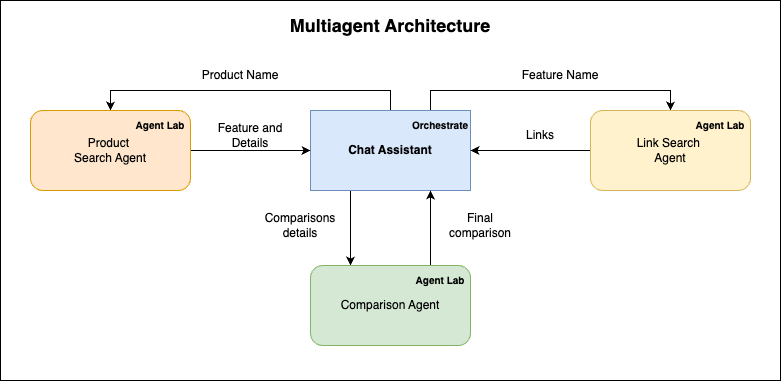 Multiagent Architecture
Product Name
Feature Name
Agent Lab
Product
Search Agent
Feature and
Details
Orchestrate
Chat Assistant
Links
Agent Lab
Link Search
Agent
Comparisons
details
Final
comparison
Agent Lab
Comparison Agent